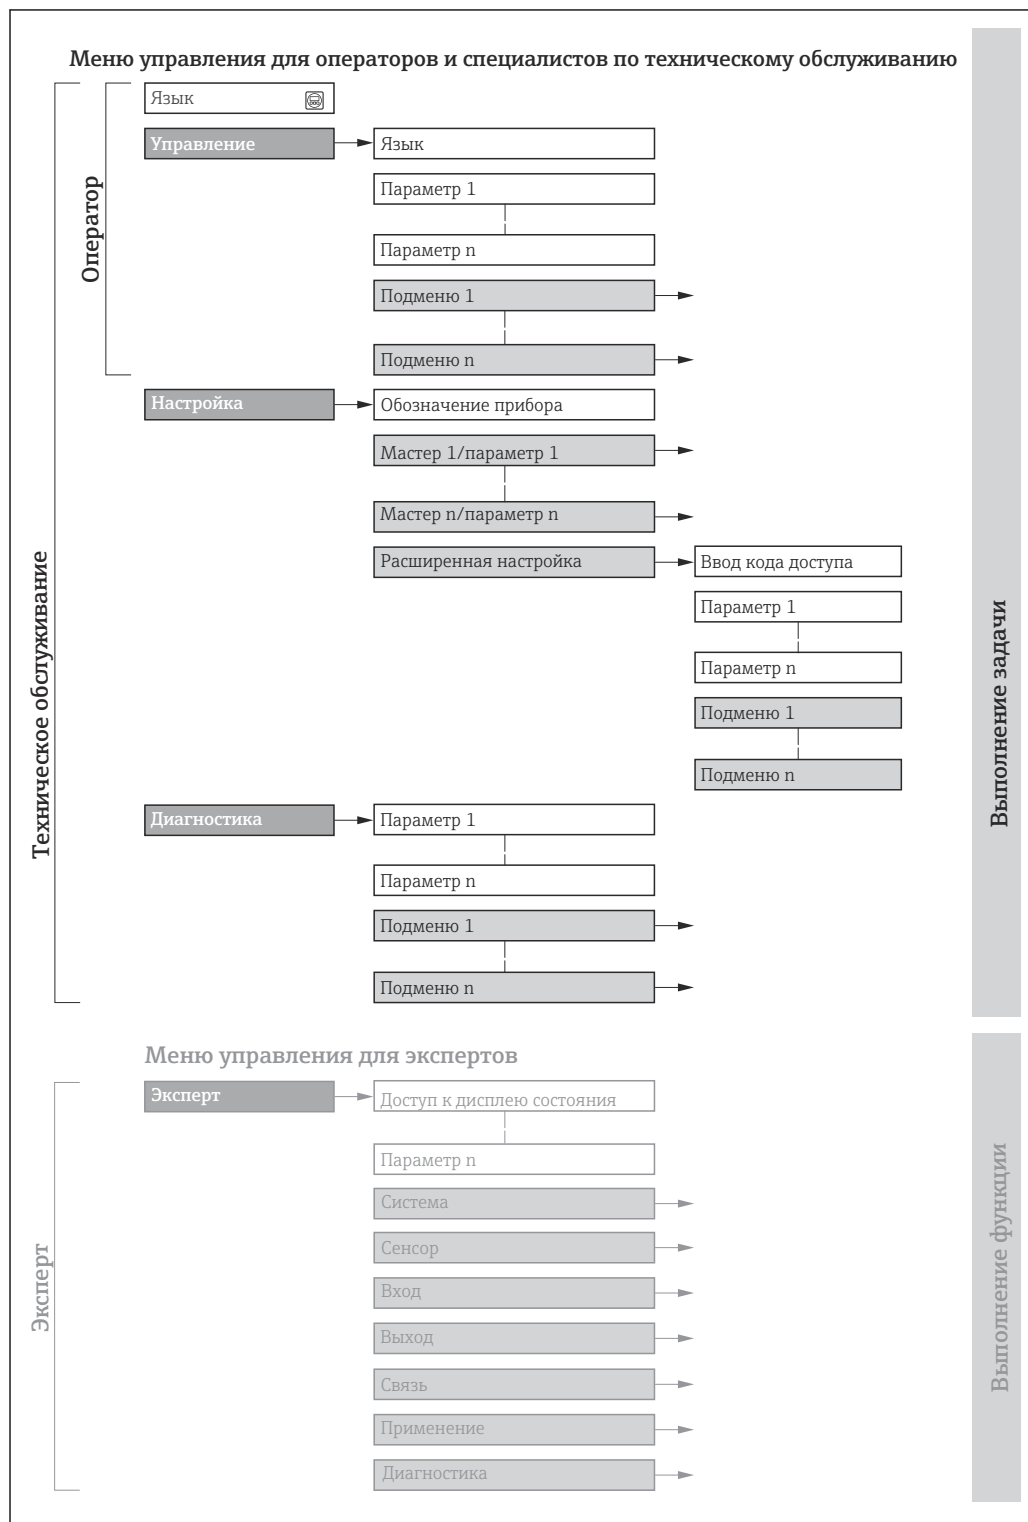 Меню управления для операторов и специалистов по техническому обслуживанию
Оператор
Техническое обслуживание
Выполнение задачи
Язык
Управление
Язык
Параметр 1
Параметр n
Подменю 1
Подменю n
Настройка
Обозначение прибора
Мастер 1/параметр 1
Мастер n/параметр n
Расширенная настройка
Ввод кода доступа
Параметр 1
Параметр n
Подменю 1
Подменю n
Диагностика
Параметр 1
Параметр n
Подменю 1
Подменю n
Меню управления для экспертов
Эксперт
Выполнение функции
Эксперт
Доступ к дисплею состояния
Параметр n
Система
Сенсор
Вход
Выход
Связь
Применение
Диагностика